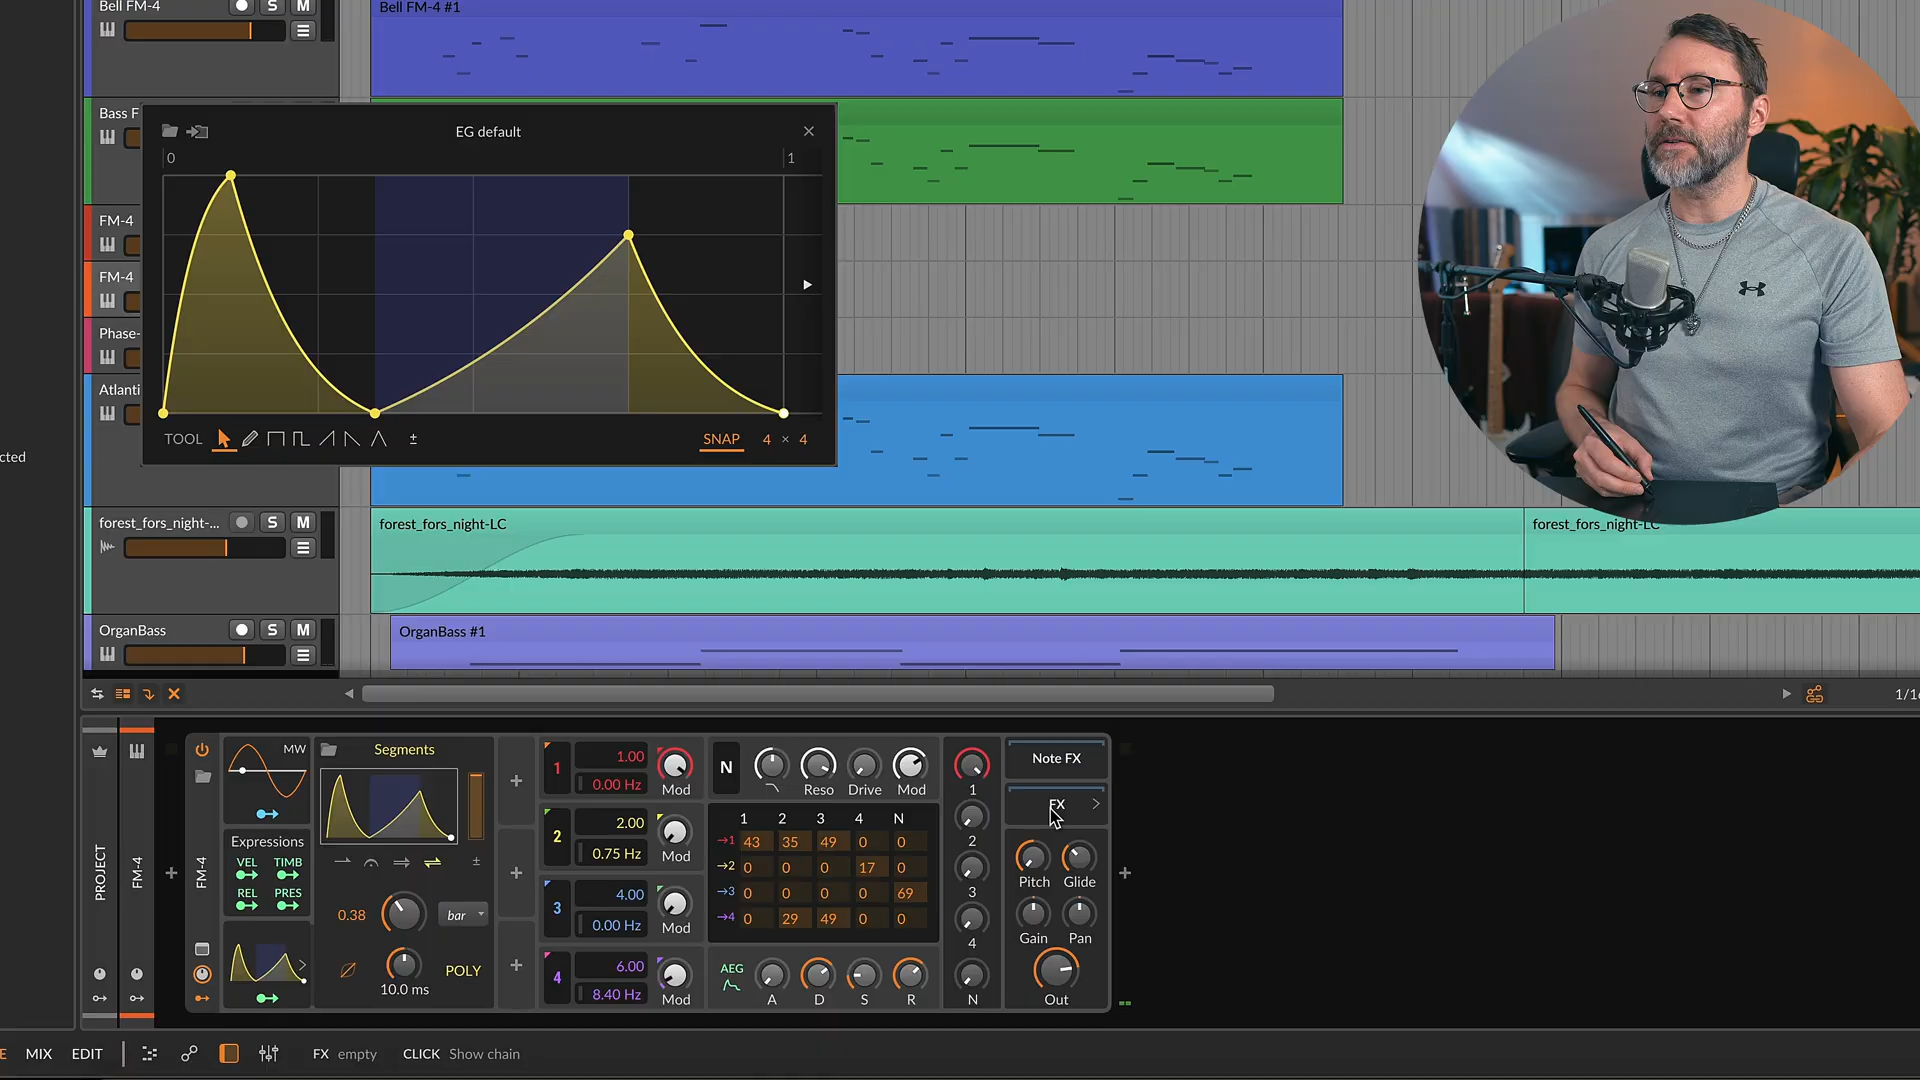 Bell FM-4
S M
Bell FM-4 #1
Bass F
EG default
0
1
FM-4
FM-4
Phase-
Atlanti
TOOL
±
SNAP 4 × 4
cted
forest_fors_night-...
S M
forest_fors_night-LC
forest_fors_night-LC
OrganBass
S M
OrganBass #1
PROJECT
FM-4
FM-4
MW
Expressions
VEL TIMB
REL PRES
Segments
±
0.38
bar
10.0 ms
POLY
1
1.00
0.00 Hz
Mod
2
2.00
0.75 Hz
Mod
3
4.00
0.00 Hz
Mod
4
6.00
8.40 Hz
Mod
N
Reso Drive Mod
1 2 3 4 N
→1 43 35 49 0 0
→2 0 0 0 17 0
→3 0 0 0 0 69
→4 0 29 49 0 0
AEG
A D S R
1
2
3
4
N
Note FX
FX
Pitch Glide
Gain Pan
Out
E MIX EDIT
FX empty
CLICK Show chain